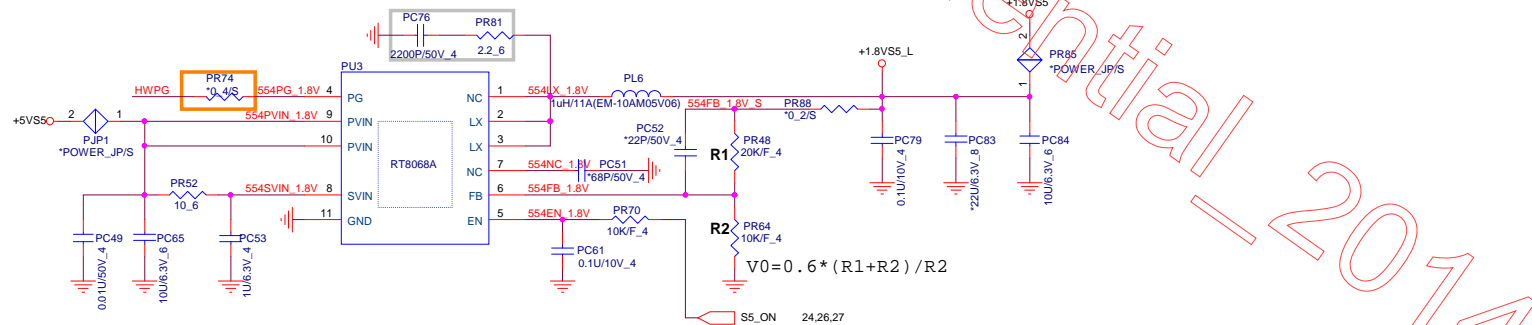 PC76
PR81
2200P/50V_4
2.2_6
+1.8VS5
2
PR85
*POWER_JP/S
1
+1.8VS5_L
PU3
HWPG
PR74
*0_4/S
554PG_1.8V 4
PG
NC
1
554LX_1.8V
PL6
1uH/11A(EM-10AM05V06)
554FB_1.8V_S
PR88
*0_2/S
+5VS5
2
1
PJP1
*POWER_JP/S
554PVIN_1.8V 9
PVIN
LX
2
10
PVIN
LX
3
RT8068A
PC52
*22P/50V_4
R1
PR48
20K/F_4
PC79
0.1U/10V_4
PC83
*22U/6.3V_8
PC84
10U/6.3V_6
NC
7
554NC_1.8V
PC51
*68P/50V_4
PR52
10_6
554SVIN_1.8V 8
SVIN
FB
6
554FB_1.8V
11
GND
EN
5
554EN_1.8V
PR70
10K/F_4
R2
PR64
10K/F_4
PC49
0.01U/50V_4
PC65
10U/6.3V_6
PC53
1U/6.3V_4
PC61
0.1U/10V_4
V0=0.6*(R1+R2)/R2
S5_ON 24,26,27
ntial_2014